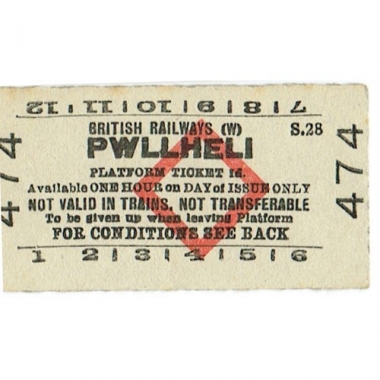 7|8|9|10|11|12
BRITISH RAILWAYS (W) S.28
PWLLHELI
PLATFORM TICKET 1d.
Available ONE HOUR on DAY of ISSUE ONLY
NOT VALID IN TRAINS, NOT TRANSFERABLE
To be given up when leaving Platform
FOR CONDITIONS SEE BACK
1 2|3|4|5|6
474
474